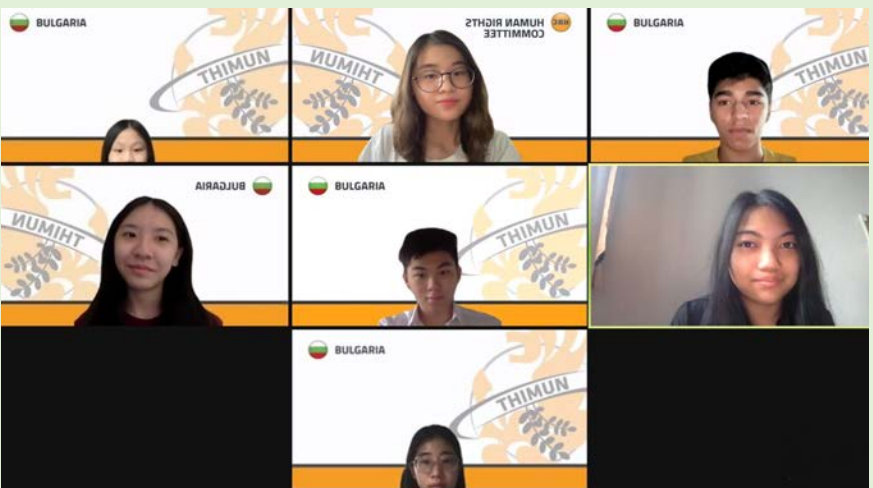 BULGARIA
THIMUN
HUMAN RIGHTS
COMMITTEE
HRC
THIMUN
BULGARIA
THIMUN
BULGARIA
THIMUN
BULGARIA
THIMUN
BULGARIA
THIMUN